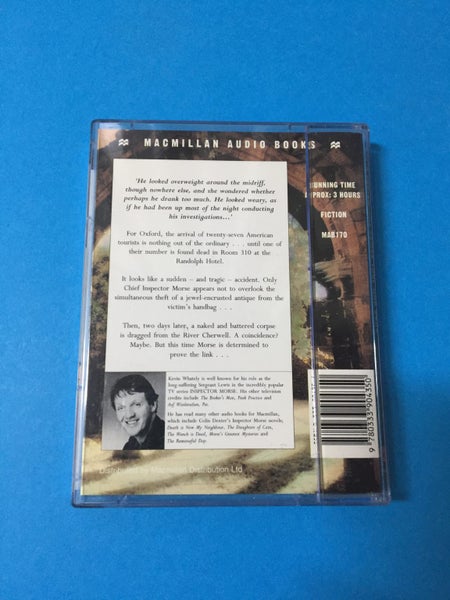 MACMILLAN AUDIO BOOKS
'He looked overweight around the midriff,
though nowhere else, and she wondered whether
perhaps he drank too much. He looked weary, as
if he had been up most of the night conducting
his investigations...'
For Oxford, the arrival of twenty-seven American
tourists is nothing out of the ordinary . . . until one of
their number is found dead in Room 310 at the
Randolph Hotel.
It looks like a sudden – and tragic – accident. Only
Chief Inspector Morse appears not to overlook the
simultaneous theft of a jewel-encrusted antique from the
victim's handbag . . .
Then, two days later, a naked and battered corpse
is dragged from the River Cherwell. A coincidence?
Maybe. But this time Morse is determined to
prove the link . . .
Kevin Whately is well known for his role as the
long-suffering Sergeant Lewis in the incredibly popular
TV series INSPECTOR MORSE. His other television
credits include The Broker's Man, Peak Practice and
Auf Wiedersehen, Pet.
He has read many other audio books for Macmillan,
which include Colin Dexter's Inspector Morse novels;
Death is Now My Neighbour, The Daughters of Cain,
The Wench is Dead, Morse's Greatest Mysteries and
The Remorseful Day.
Distributed by Macmillan Distribution Ltd
RUNNING TIME
APPROX: 3 HOURS
FICTION
MAB170
9 780333 904350